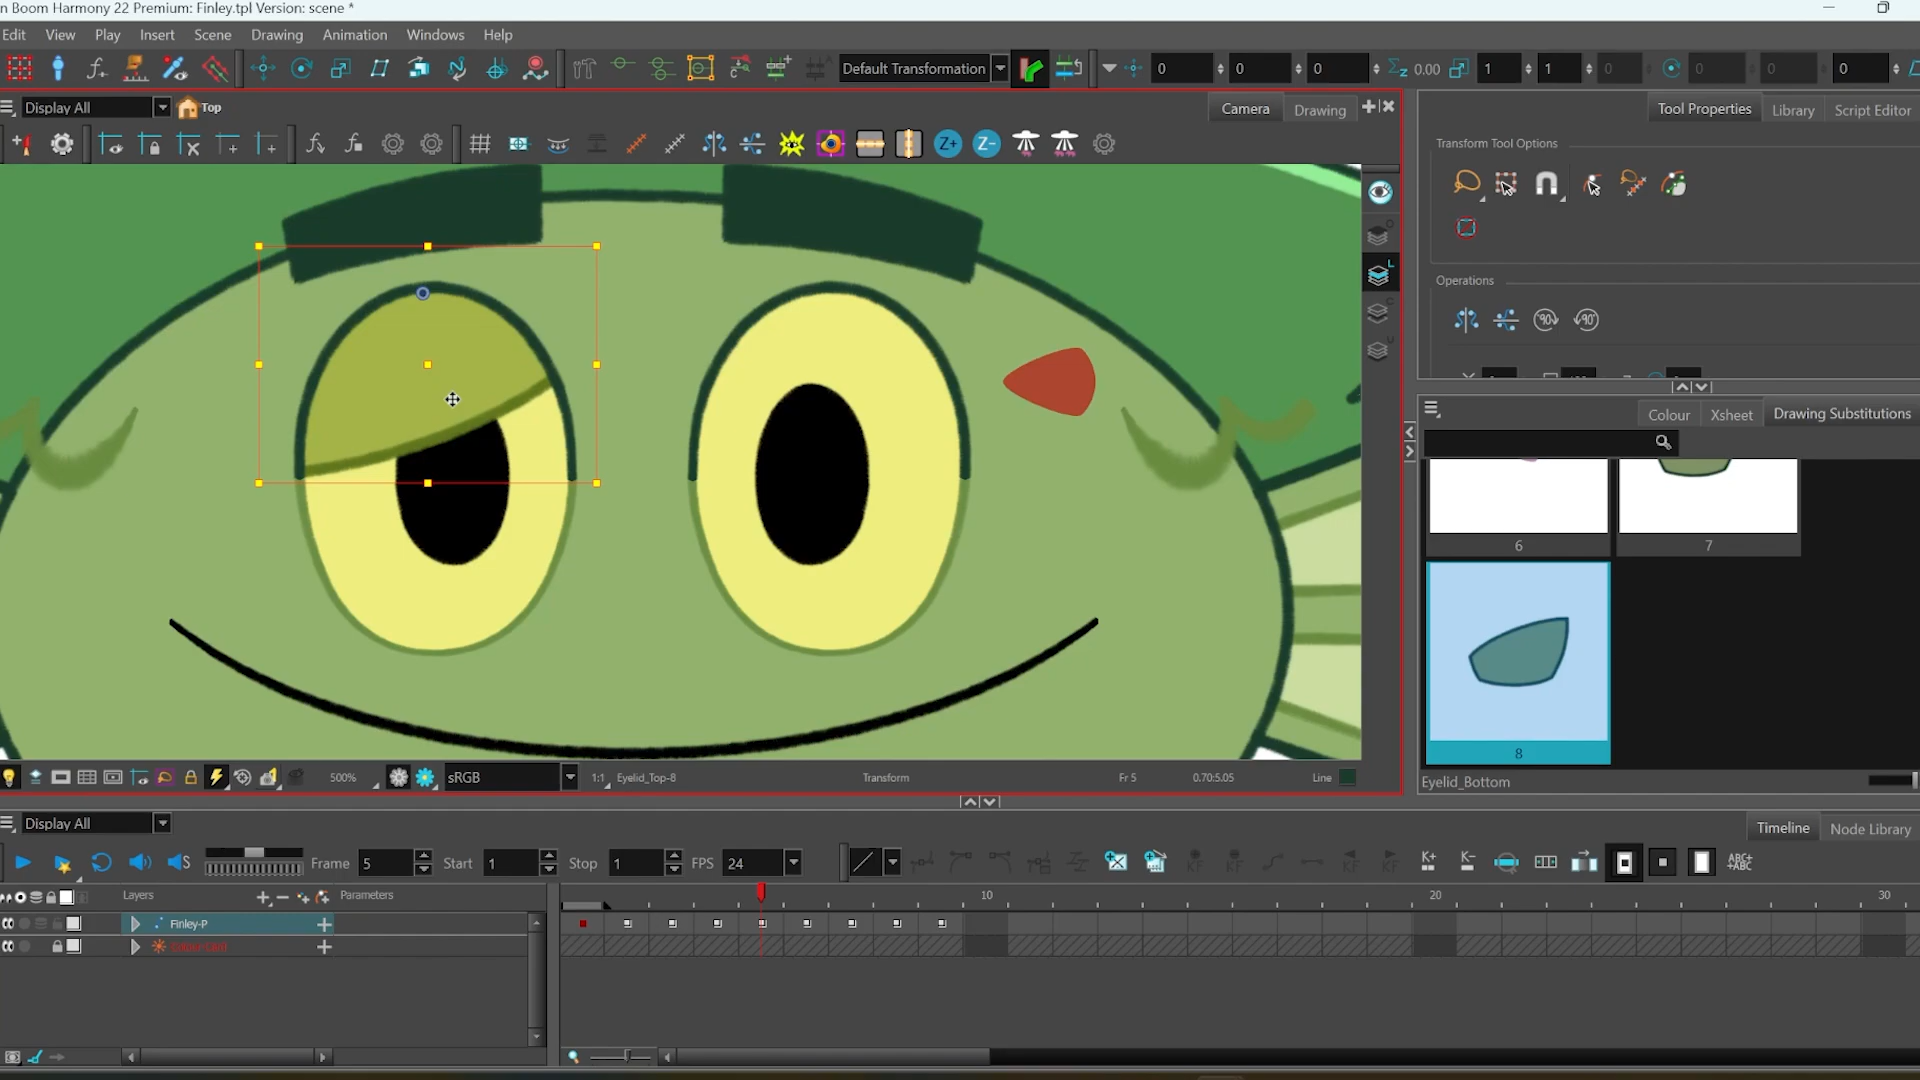 n Boom Harmony 22 Premium: Finley.tpl Version: scene *
Edit View Play Insert Scene Drawing Animation Windows Help
Default Transformation 0 0 0 Z 0.00 1 1 0 0 0 0
Display All Top Camera Drawing
Tool Properties Library Script Editor
Z+ Z-
Transform Tool Options
Operations
90 90
Colour Xsheet Drawing Substitutions
6 7
8
Eyelid_Bottom
500% sRGB 1:1 Eyelid_Top-8 Transform Fr 5 0.70:5.05 Line
Display All Timeline Node Library
Frame 5 Start 1 Stop 1 FPS 24
Layers Parameters 10 20 30
Finley-P